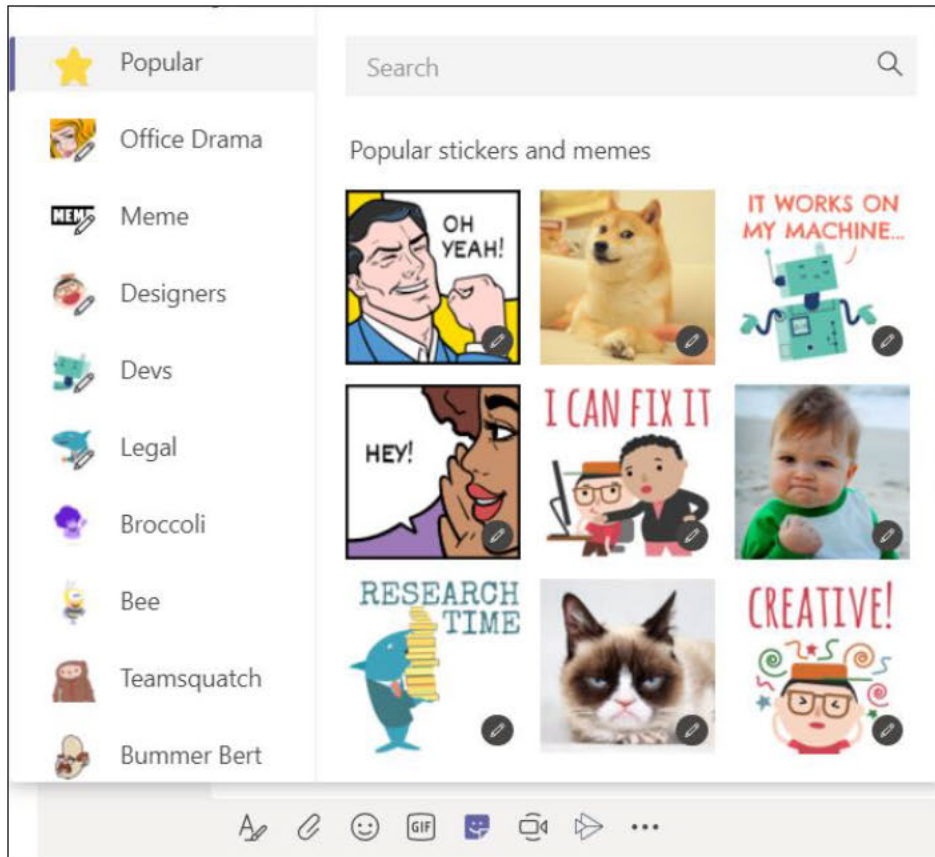 Popular
Office Drama
Meme
Designers
Devs
Legal
Broccoli
Bee
Teamsquatch
Bummer Bert
Search
Popular stickers and memes
OH
YEAH!
IT WORKS ON
MY MACHINE...
HEY!
I CAN FIX IT
RESEARCH
TIME
CREATIVE!
GIF